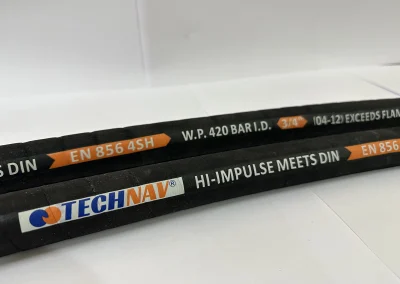 S DIN EN 856 4SH W.P. 420 BAR I.D. 3/4 (04-12) EXCEEDS FLAM
TECHNAV® HI-IMPULSE MEETS DIN EN 856